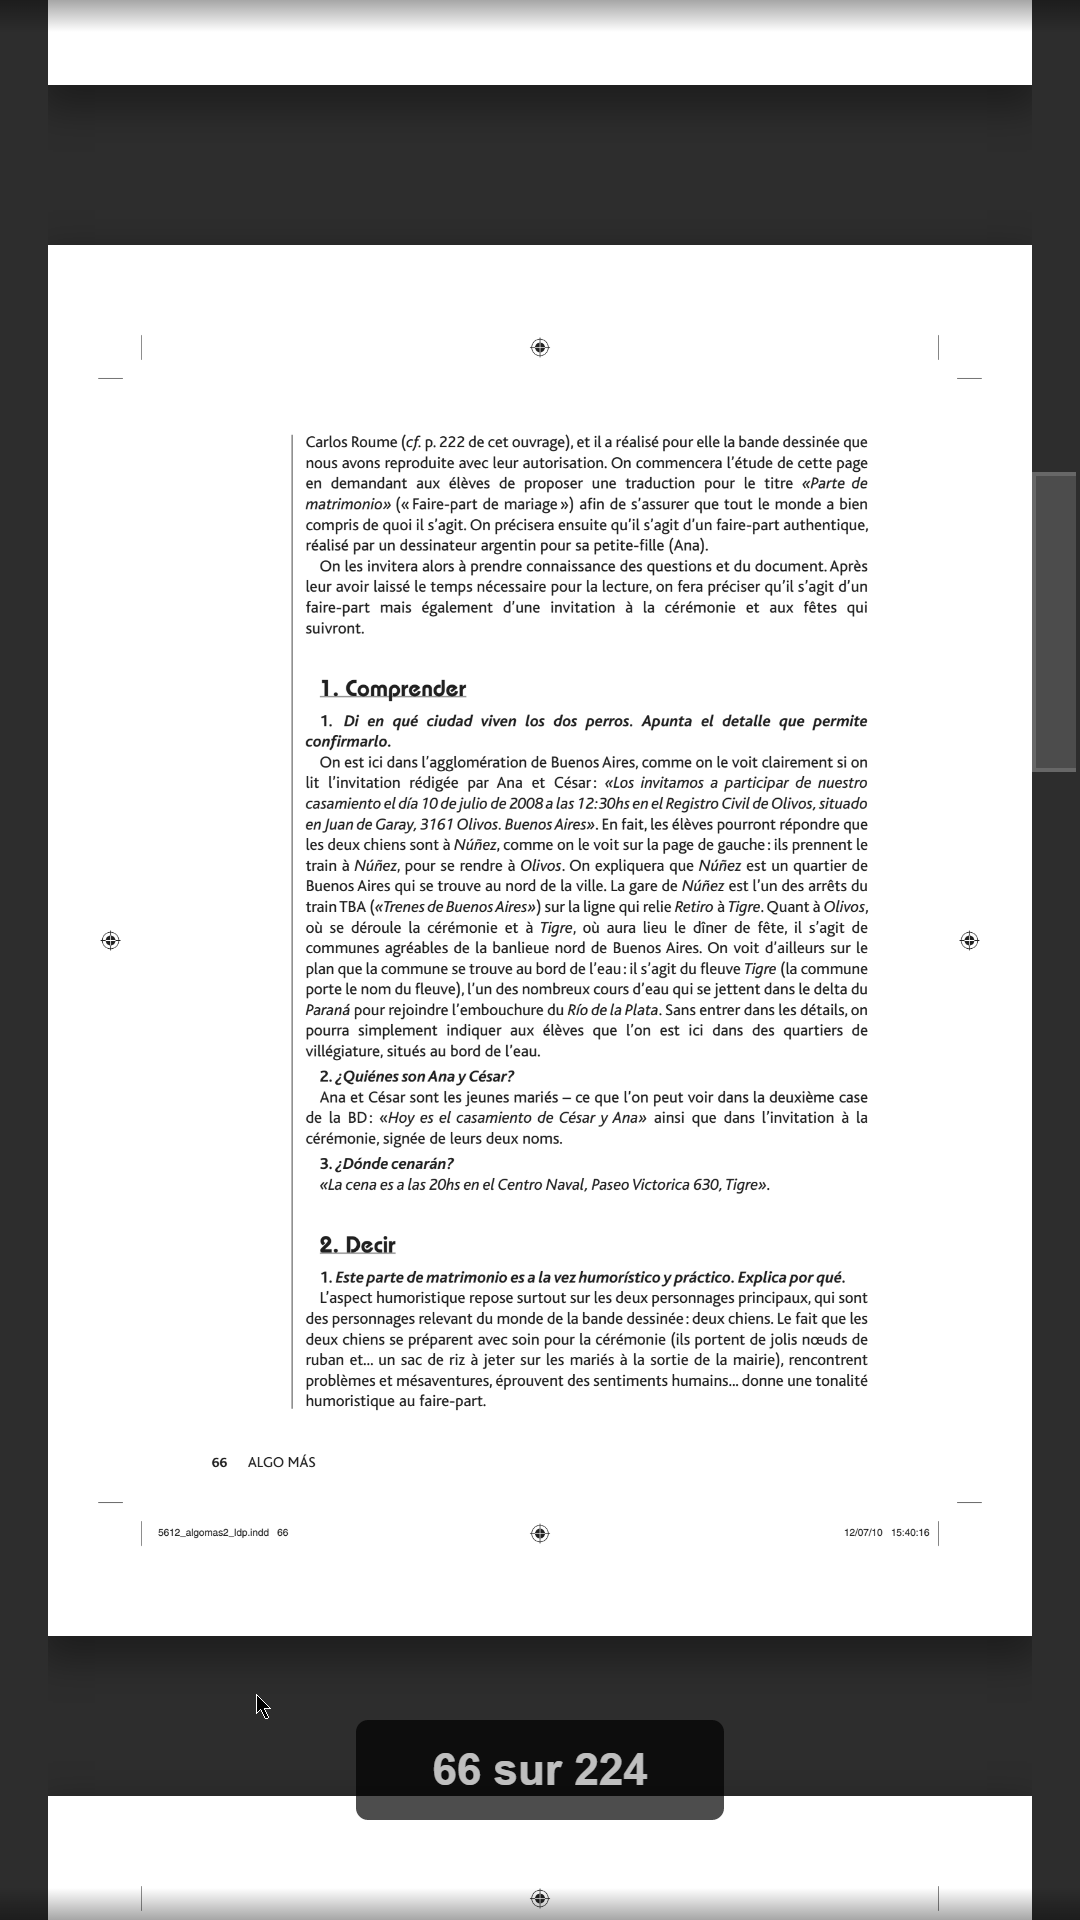 Carlos Roume (cf. p. 222 de cet ouvrage), et il a réalisé pour elle la bande dessinée que
nous avons reproduite avec leur autorisation. On commencera l’étude de cette page
en demandant aux élèves de proposer une traduction pour le titre «Parte de
matrimonio» (« Faire-part de mariage ») afin de s’assurer que tout le monde a bien
compris de quoi il s’agit. On précisera ensuite qu’il s’agit d’un faire-part authentique,
réalisé par un dessinateur argentin pour sa petite-fille (Ana).
On les invitera alors à prendre connaissance des questions et du document. Après
leur avoir laissé le temps nécessaire pour la lecture, on fera préciser qu’il s’agit d’un
faire-part mais également d’une invitation à la cérémonie et aux fêtes qui
suivront.
1. Comprender
1. Di en qué ciudad viven los dos perros. Apunta el detalle que permite
confirmarlo.
On est ici dans l’agglomération de Buenos Aires, comme on le voit clairement si on
lit l’invitation rédigée par Ana et César : «Los invitamos a participar de nuestro
casamiento el día 10 de julio de 2008 a las 12:30hs en el Registro Civil de Olivos, situado
en Juan de Garay, 3161 Olivos. Buenos Aires». En fait, les élèves pourront répondre que
les deux chiens sont à Núñez, comme on le voit sur la page de gauche : ils prennent le
train à Núñez, pour se rendre à Olivos. On expliquera que Núñez est un quartier de
Buenos Aires qui se trouve au nord de la ville. La gare de Núñez est l’un des arrêts du
train TBA («Trenes de Buenos Aires») sur la ligne qui relie Retiro à Tigre. Quant à Olivos,
où se déroule la cérémonie et à Tigre, où aura lieu le dîner de fête, il s’agit de
communes agréables de la banlieue nord de Buenos Aires. On voit d’ailleurs sur le
plan que la commune se trouve au bord de l’eau : il s’agit du fleuve Tigre (la commune
porte le nom du fleuve), l’un des nombreux cours d’eau qui se jettent dans le delta du
Paraná pour rejoindre l’embouchure du Río de la Plata. Sans entrer dans les détails, on
pourra simplement indiquer aux élèves que l’on est ici dans des quartiers de
villégiature, situés au bord de l’eau.
2. ¿Quiénes son Ana y César?
Ana et César sont les jeunes mariés – ce que l’on peut voir dans la deuxième case
de la BD : «Hoy es el casamiento de César y Ana» ainsi que dans l’invitation à la
cérémonie, signée de leurs deux noms.
3. ¿Dónde cenarán?
«La cena es a las 20hs en el Centro Naval, Paseo Victorica 630, Tigre».
2. Decir
1. Este parte de matrimonio es a la vez humorístico y práctico. Explica por qué.
L’aspect humoristique repose surtout sur les deux personnages principaux, qui sont
des personnages relevant du monde de la bande dessinée : deux chiens. Le fait que les
deux chiens se préparent avec soin pour la cérémonie (ils portent de jolis nœuds de
ruban et... un sac de riz à jeter sur les mariés à la sortie de la mairie), rencontrent
problèmes et mésaventures, éprouvent des sentiments humains... donne une tonalité
humoristique au faire-part.
66 ALGO MÁS
5612_algomas2_ldp.indd 66 12/07/10 15:40:16
66 sur 224